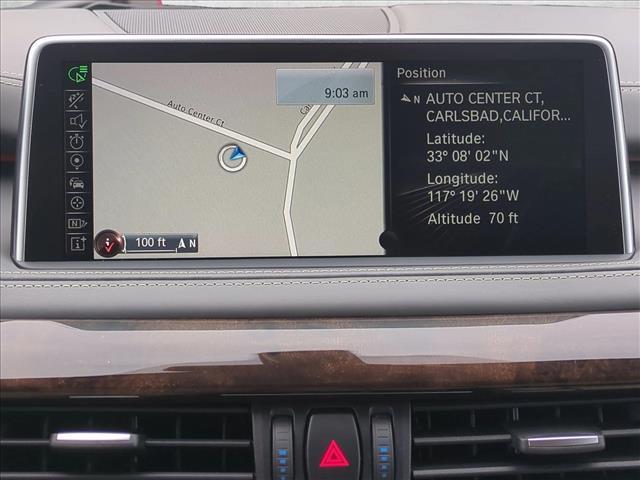 9:03 am
Auto Center Ct
Ca
100 ft
N
Position
N AUTO CENTER CT,
CARLSBAD,CALIFOR...
Latitude:
33° 08' 02"N
Longitude:
117° 19' 26"W
Altitude 70 ft
N